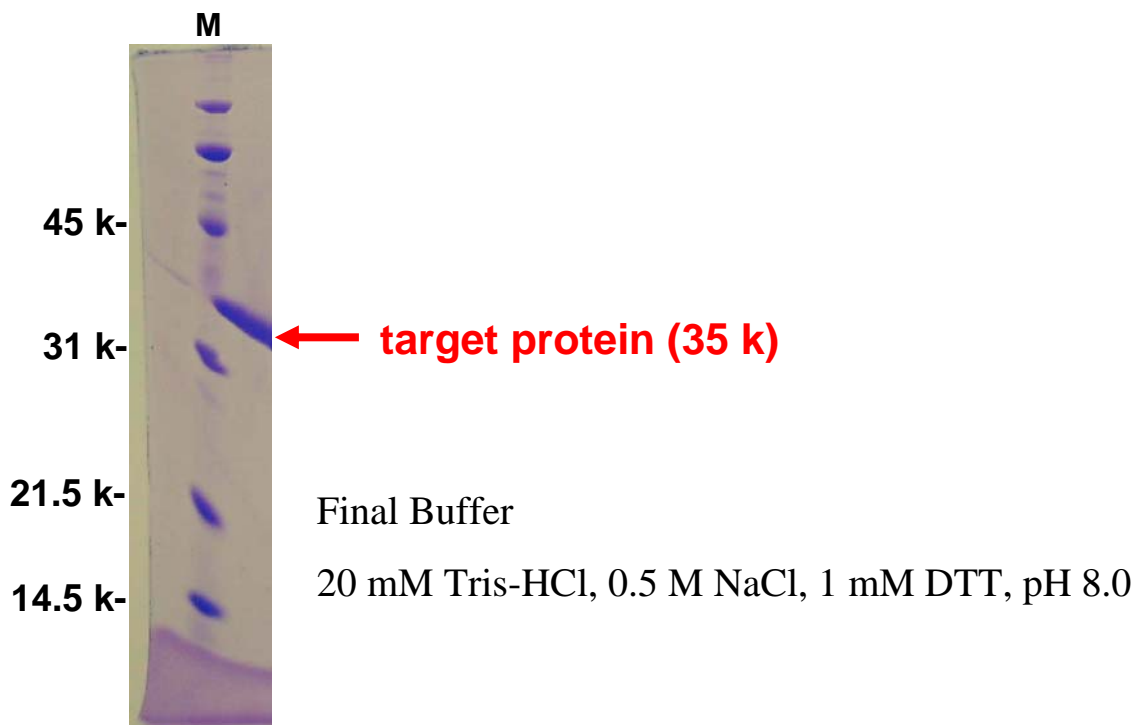 M
45 k-
target protein (35 k)
31 k-
21.5 k-
Final Buffer
20 mM Tris-HCl, 0.5 M NaCl, 1 mM DTT, pH 8.0
14.5 k-